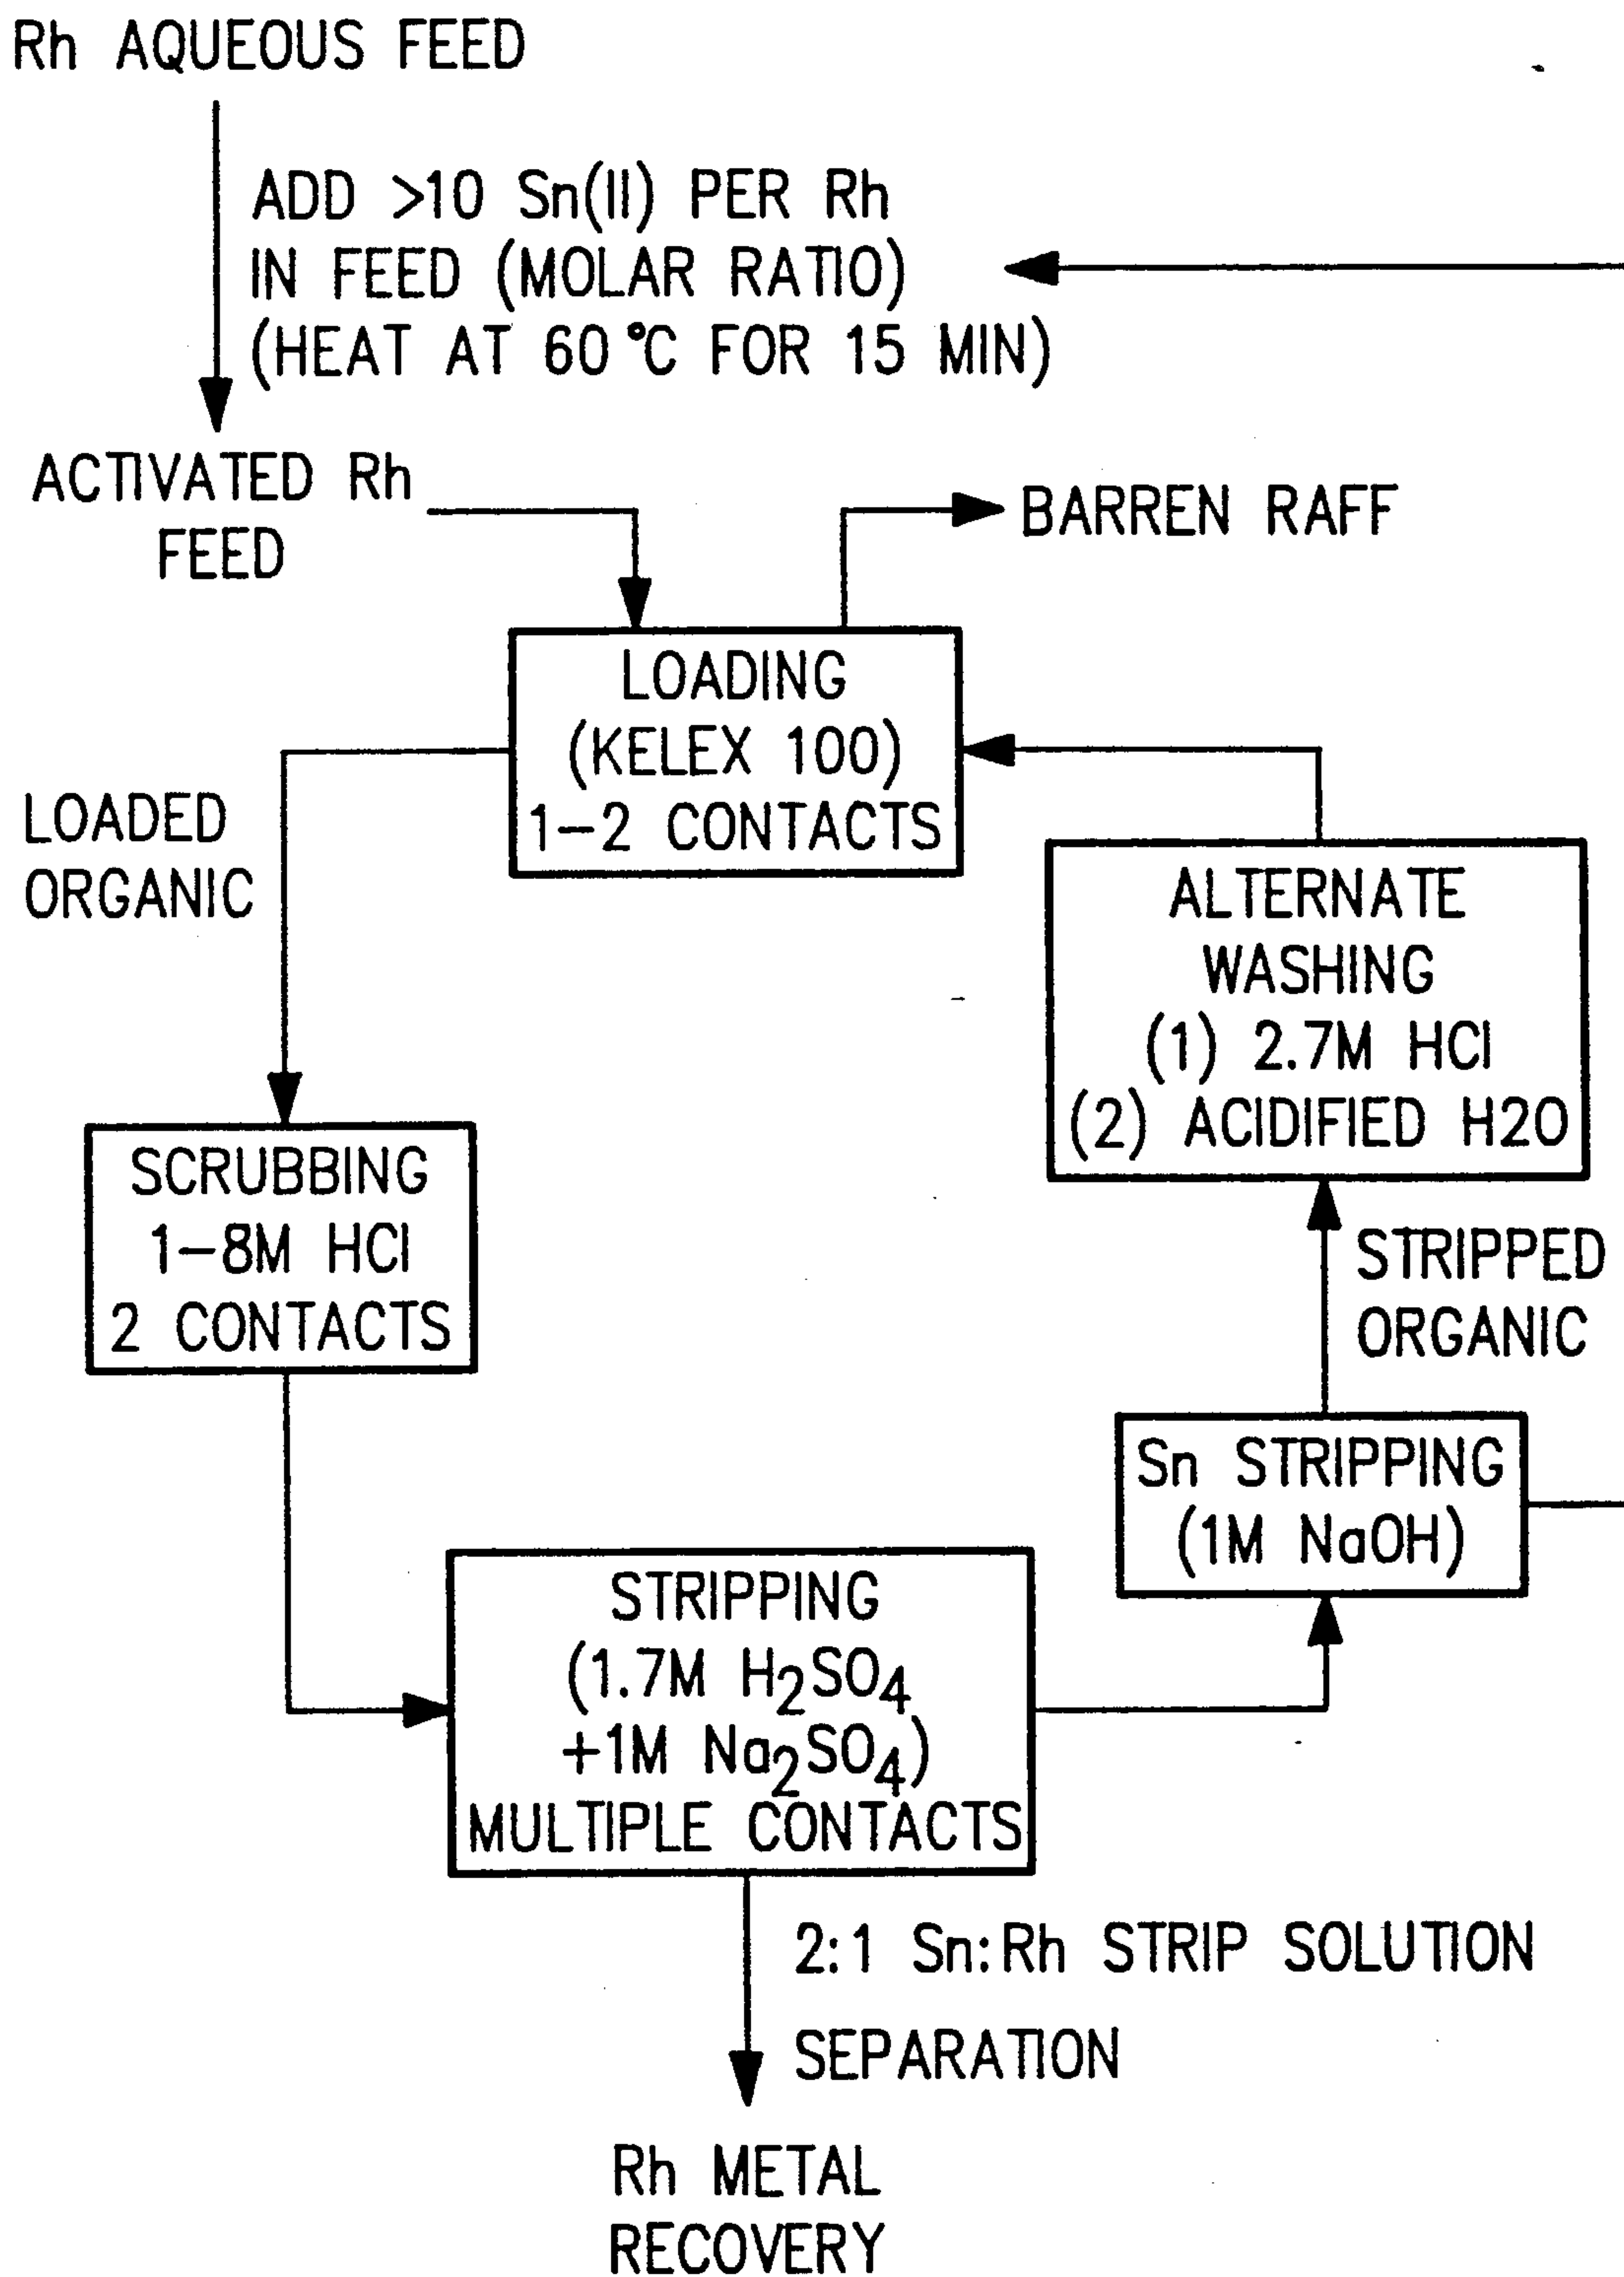 Rh AQUEOUS FEED
ADD >10 Sn(II) PER Rh
IN FEED (MOLAR RATIO)
(HEAT AT 60 °C FOR 15 MIN)
ACTIVATED Rh
FEED
BARREN RAFF
LOADING
(KELEX 100)
1-2 CONTACTS
LOADED
ORGANIC
ALTERNATE
WASHING
(1) 2.7M HCl
(2) ACIDIFIED H2O
SCRUBBING
1-8M HCl
2 CONTACTS
STRIPPED
ORGANIC
Sn STRIPPING
(1M NaOH)
STRIPPING
(1.7M H₂SO₄
+1M Na₂SO₄)
MULTIPLE CONTACTS
2:1 Sn:Rh STRIP SOLUTION
SEPARATION
Rh METAL
RECOVERY